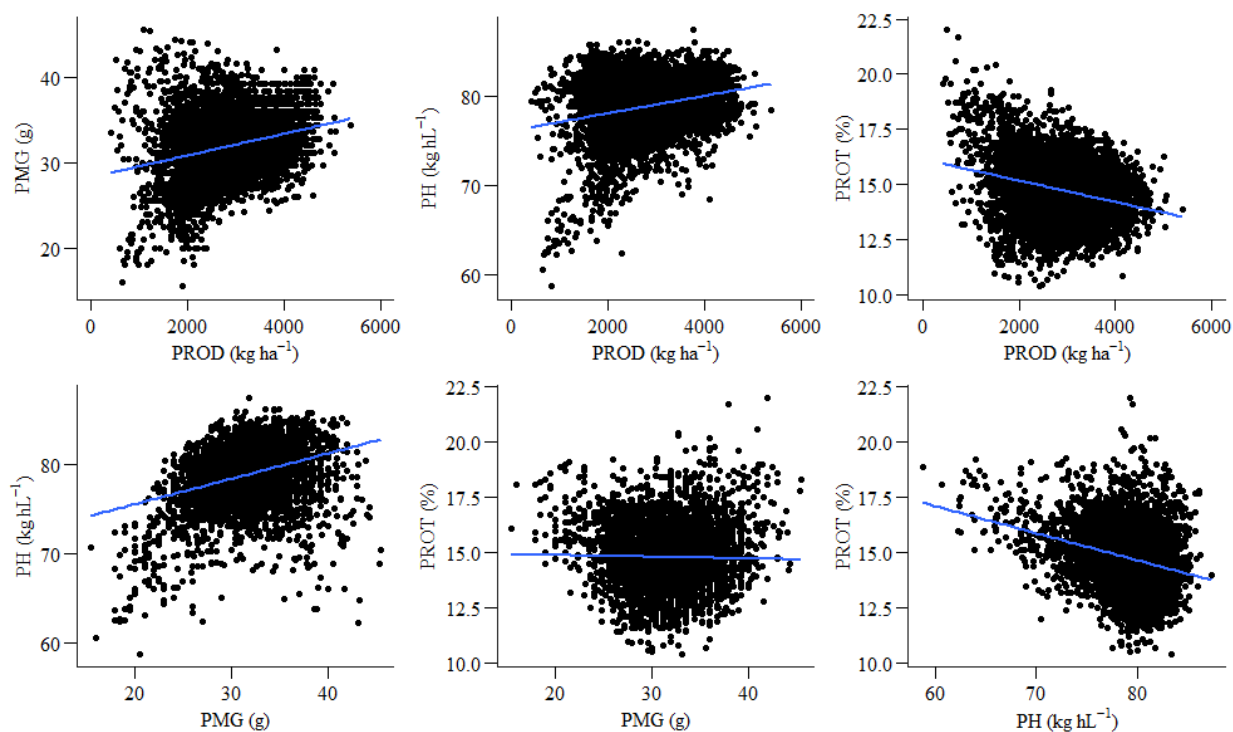 PMG (g)
40
30
20
0 2000 4000 6000
PROD (kg ha⁻¹)
PH (kg hL⁻¹)
80
70
60
0 2000 4000 6000
PROD (kg ha⁻¹)
PROT (%)
22.5
20.0
17.5
15.0
12.5
10.0
0 2000 4000 6000
PROD (kg ha⁻¹)
PH (kg hL⁻¹)
80
70
60
20 30 40
PMG (g)
PROT (%)
22.5
20.0
17.5
15.0
12.5
10.0
20 30 40
PMG (g)
PROT (%)
22.5
20.0
17.5
15.0
12.5
10.0
60 70 80
PH (kg hL⁻¹)